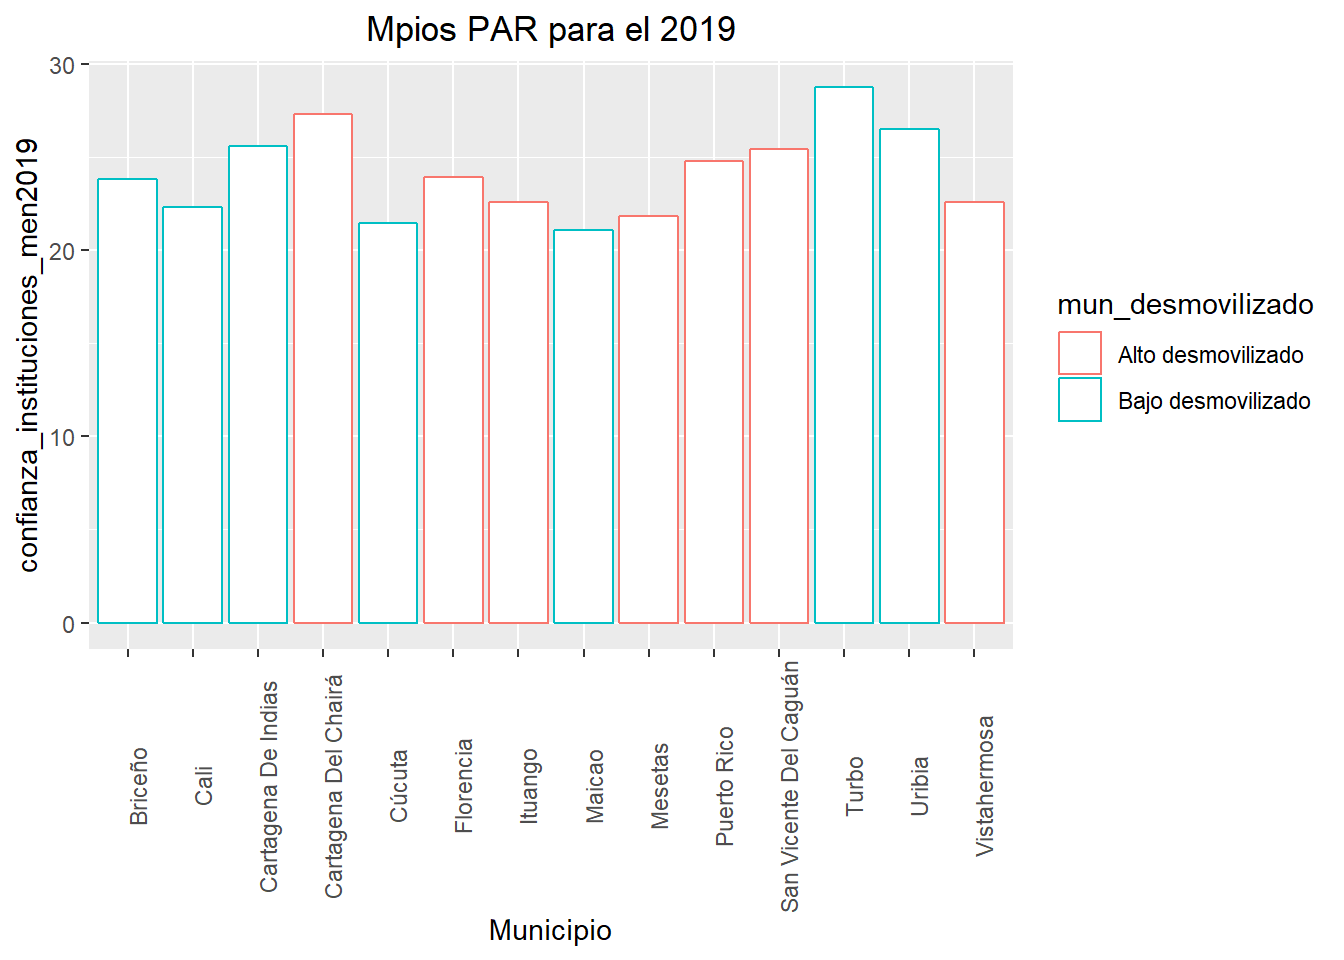 Mpios PAR para el 2019
confianza_instituciones_men2019
30
20
10
0
Briceño
Cali
Cartagena De Indias
Cartagena Del Chairá
Cúcuta
Florencia
Ituango
Maicao
Mesetas
Puerto Rico
San Vicente Del Caguán
Turbo
Uribia
Vistahermosa
Municipio
mun_desmovilizado
Alto desmovilizado
Bajo desmovilizado